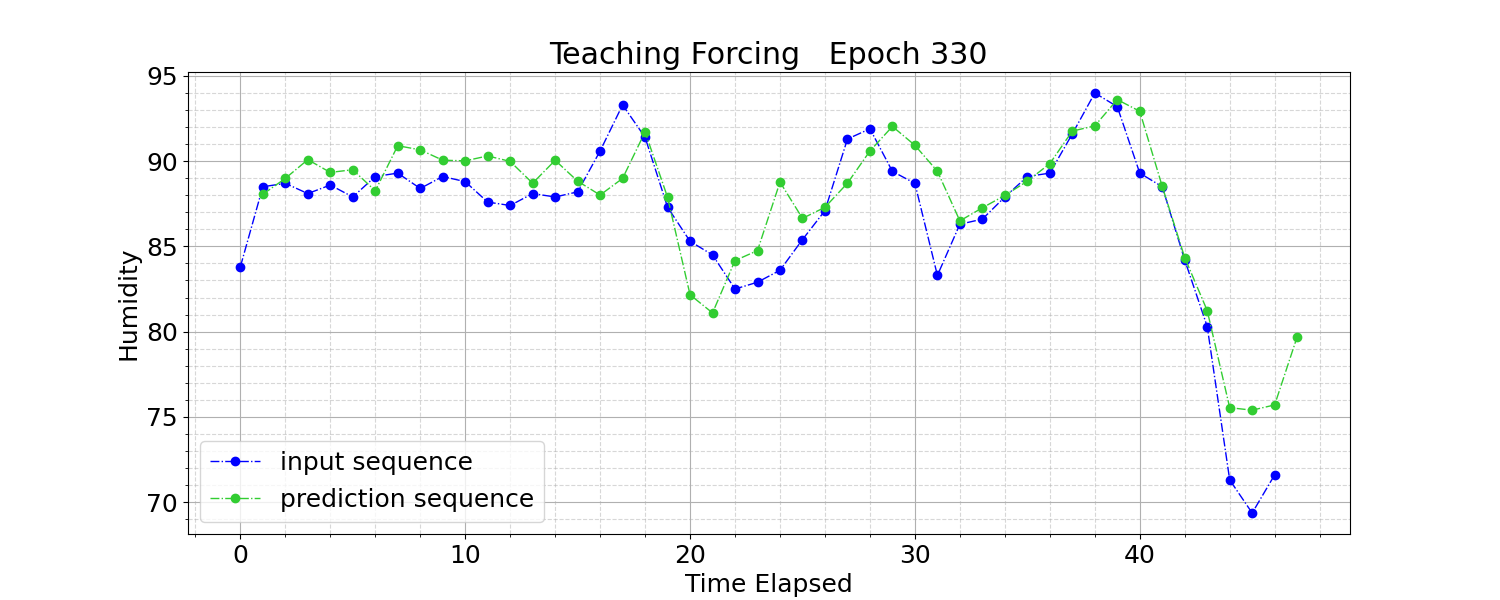 Teaching Forcing   Epoch 330
95
90
85
80
75
70
Humidity
input sequence
prediction sequence
0 10 20 30 40
Time Elapsed